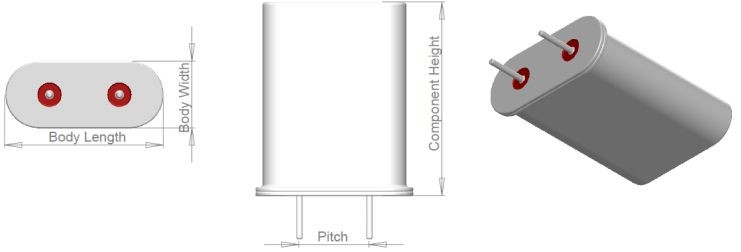 Body Length
Body Width
Component Height
Pitch